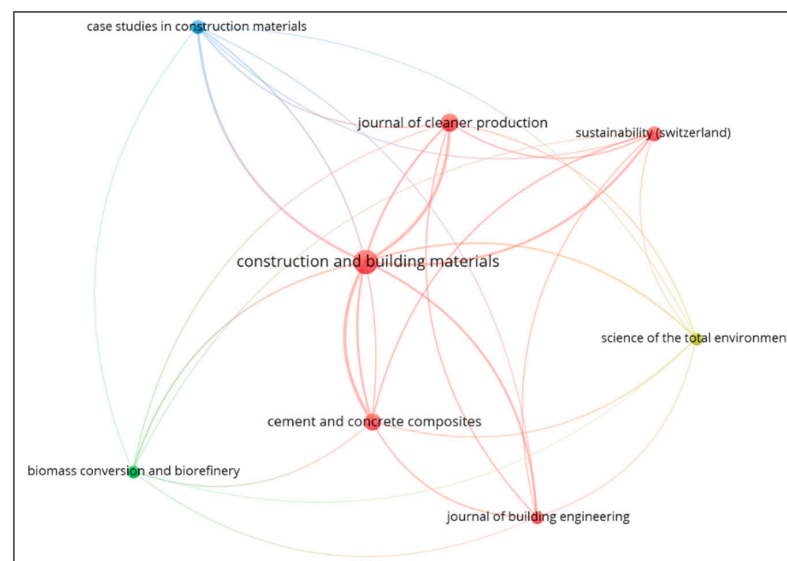 case studies in construction materials
journal of cleaner production
sustainability (switzerland)
construction and building materials
science of the total environment
cement and concrete composites
biomass conversion and biorefinery
journal of building engineering